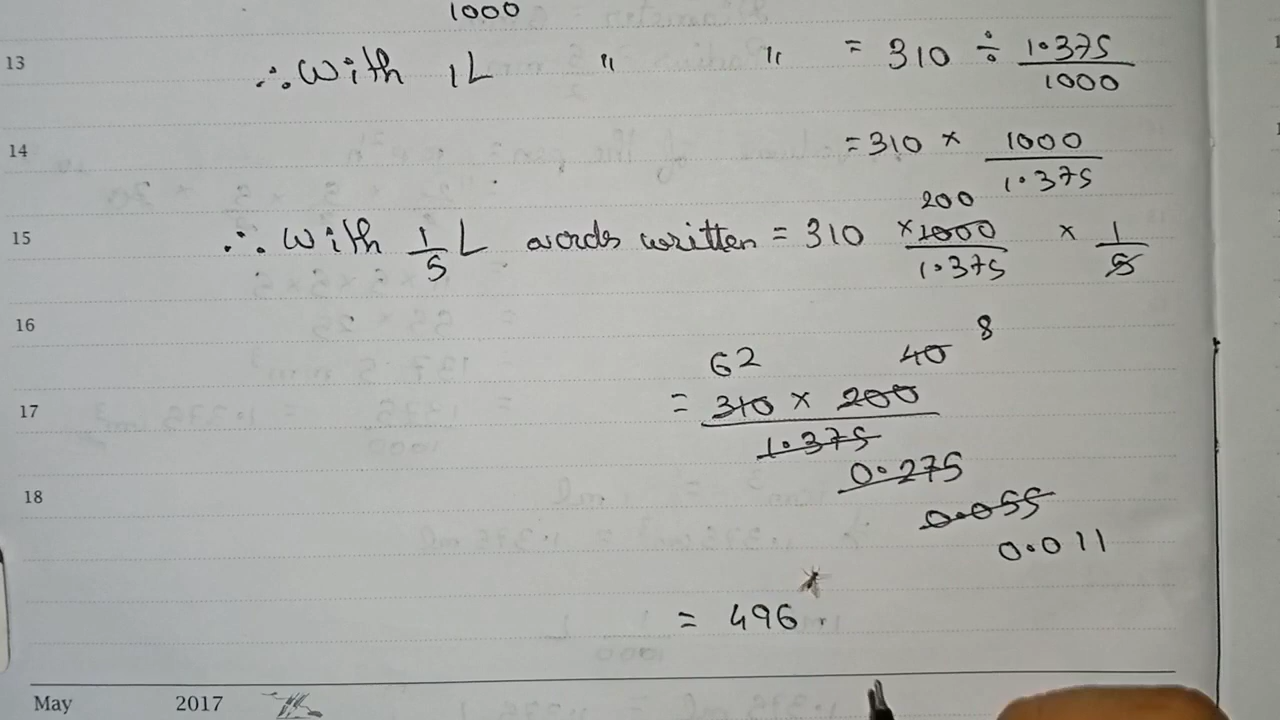 1000
13 ∴ With 1L " " = 310 ÷ 1.375/1000
14 = 310 × 1000/1.375
200
15 ∴ With 1/5 L words written = 310 × 1000/1.375 × 1/5
16
62 40 8
17 = 310 × 200
1.375
0.275
18
0.055
0.011
= 496
May 2017